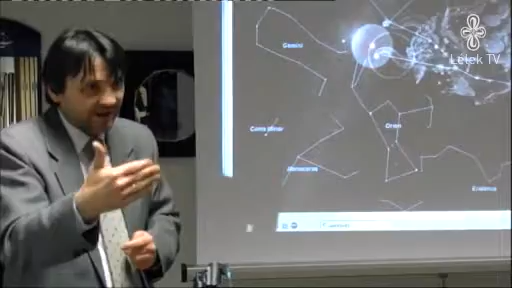 Lélek TV
Gemini
Canis Minor
Orion
Monoceros
Eridanus